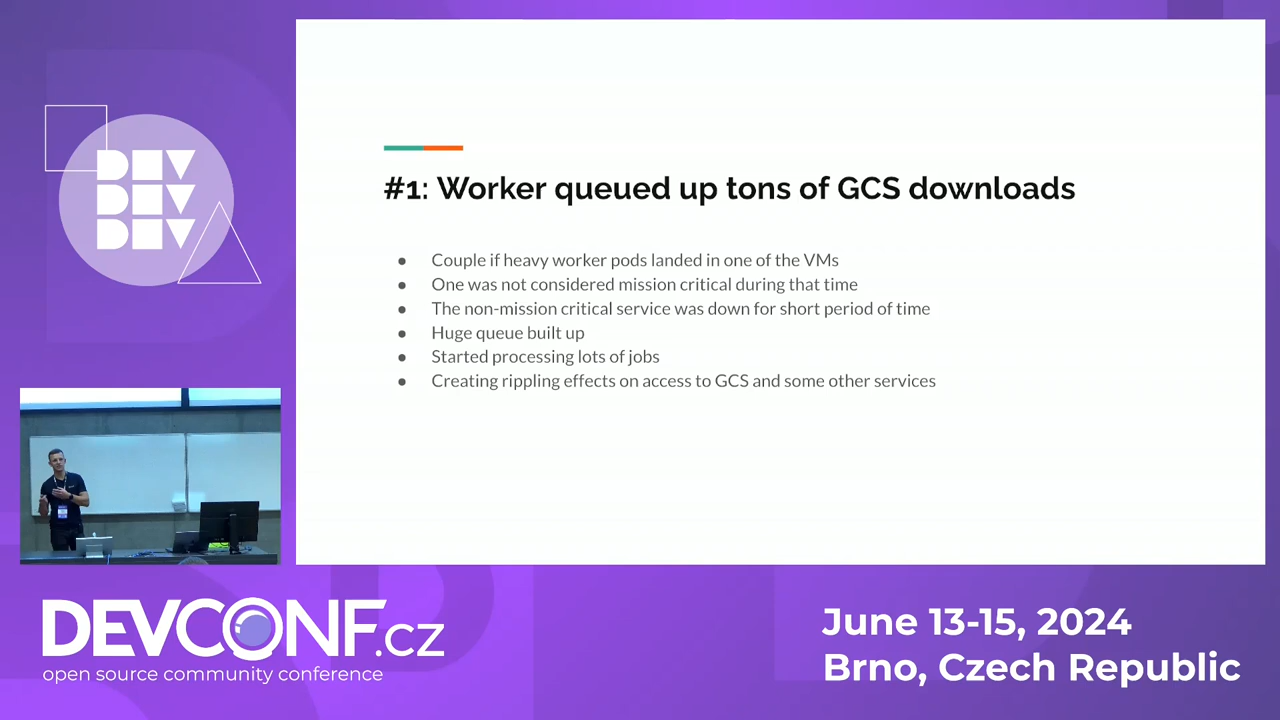 DEV
DEV
DEV
#1: Worker queued up tons of GCS downloads
● Couple if heavy worker pods landed in one of the VMs
● One was not considered mission critical during that time
● The non-mission critical service was down for short period of time
● Huge queue built up
● Started processing lots of jobs
● Creating rippling effects on access to GCS and some other services
DEVCONF.cz
open source community conference
June 13-15, 2024
Brno, Czech Republic